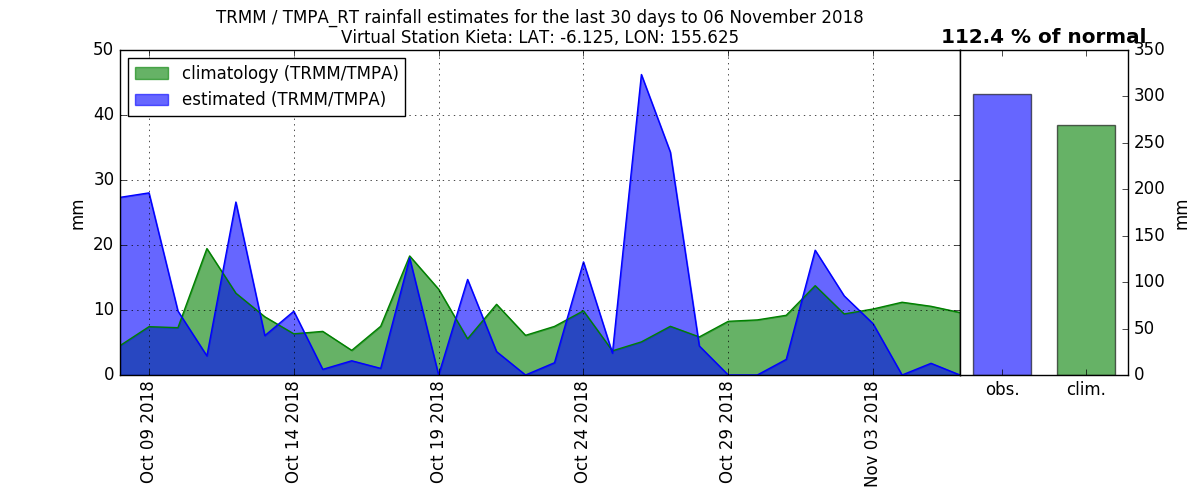 TRMM / TMPA_RT rainfall estimates for the last 30 days to 06 November 2018
Virtual Station Kieta: LAT: -6.125, LON: 155.625
112.4 % of normal
climatology (TRMM/TMPA)
estimated (TRMM/TMPA)
mm
50
40
30
20
10
0
Oct 09 2018
Oct 14 2018
Oct 19 2018
Oct 24 2018
Oct 29 2018
Nov 03 2018
obs.
clim.
350
300
250
200
150
100
50
0
mm